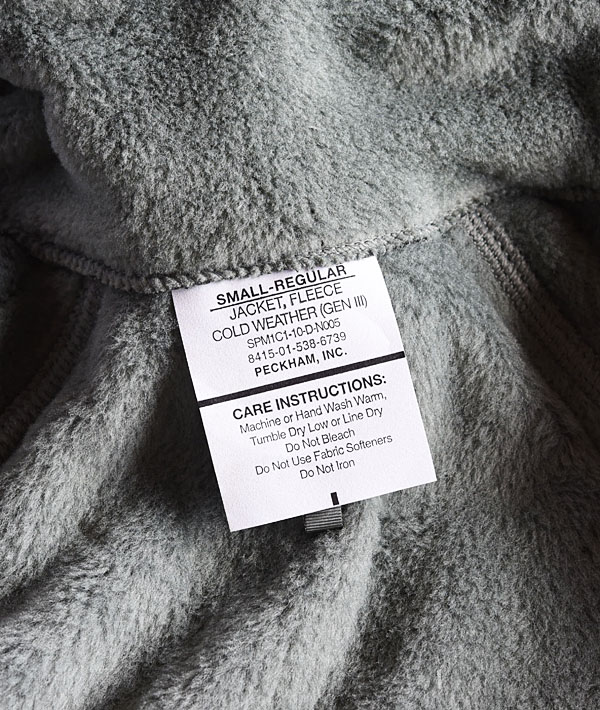 SMALL-REGULAR
JACKET, FLEECE
COLD WEATHER (GEN III)
SPM1C1-10-D-N005
8415-01-538-6739
PECKHAM, INC.
CARE INSTRUCTIONS:
Machine or Hand Wash Warm,
Tumble Dry Low or Line Dry
Do Not Bleach
Do Not Use Fabric Softeners
Do Not Iron